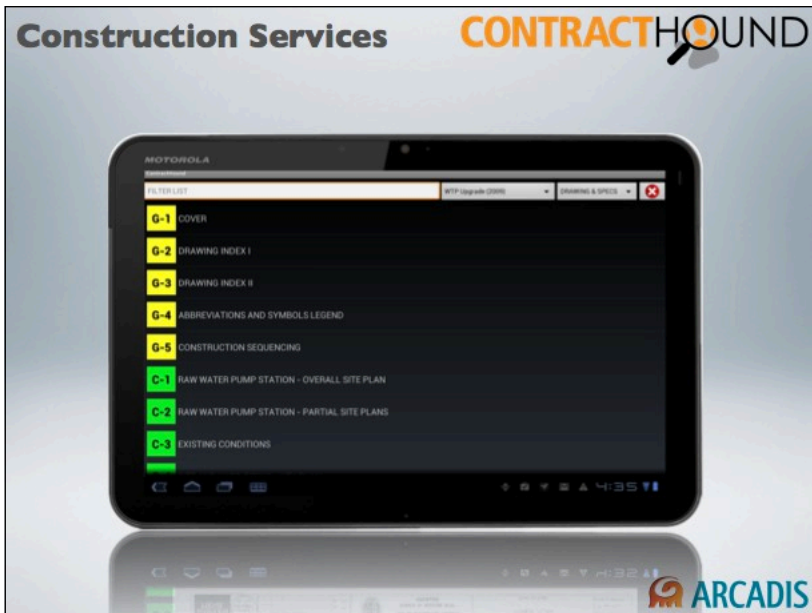 Construction Services
CONTRACTHOUND
MOTOROLA
ContractHound
FILTER LIST
WTP Upgrade (2009)
DRAWING & SPECS
G-1 COVER
G-2 DRAWING INDEX I
G-3 DRAWING INDEX II
G-4 ABBREVIATIONS AND SYMBOLS LEGEND
G-5 CONSTRUCTION SEQUENCING
C-1 RAW WATER PUMP STATION - OVERALL SITE PLAN
C-2 RAW WATER PUMP STATION - PARTIAL SITE PLANS
C-3 EXISTING CONDITIONS
4:35
ARCADIS